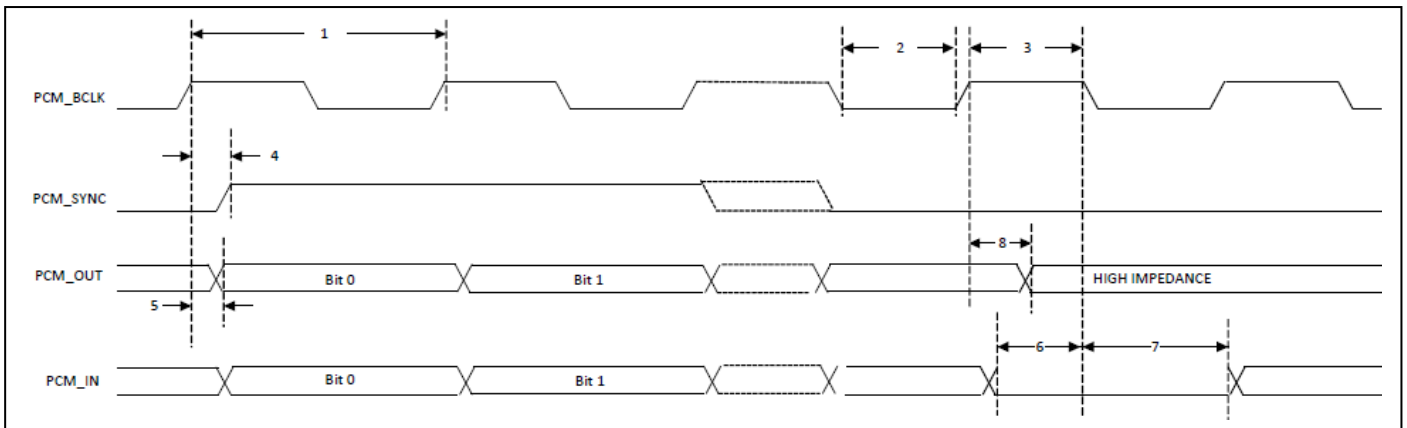 1
2
3
PCM_BCLK
4
PCM_SYNC
8
PCM_OUT
Bit 0
Bit 1
HIGH IMPEDANCE
5
6
7
PCM_IN
Bit 0
Bit 1